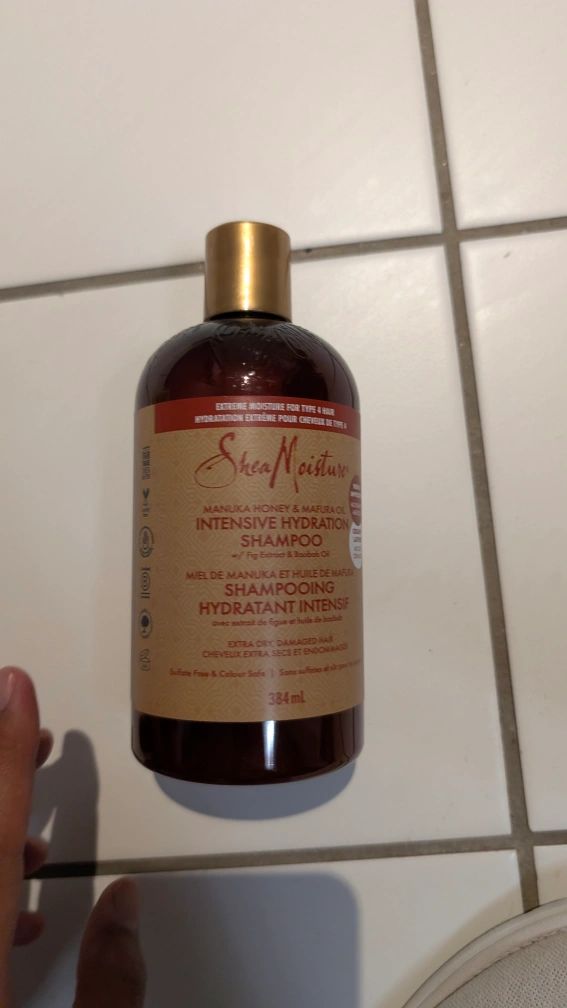 EXTREME MOISTURE FOR TYPE 4 HAIR
HYDRATATION EXTRÊME POUR CHEVEUX DE TYPE 4
SheaMoisture
MANUKA HONEY & MAFURA OIL
INTENSIVE HYDRATION
SHAMPOO
w/ Fig Extract & Baobab Oil
MIEL DE MANUKA ET HUILE DE MAFURA
SHAMPOOING
HYDRATANT INTENSIF
avec extrait de figue et huile de baobab
EXTRA DRY, DAMAGED HAIR
CHEVEUX EXTRA SECS ET ENDOMMAGÉS
Sulfate Free & Colour Safe | Sans sulfates et
384 mL